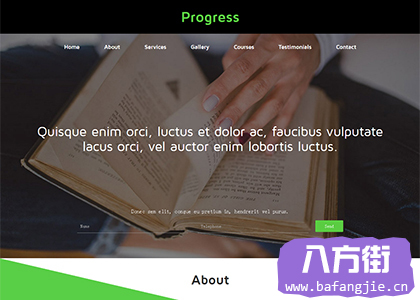 Progress
Home About Services Gallery Courses Testimonials Contact
Quisque enim orci, luctus et dolor ac, faucibus vulputate
lacus orci, vel auctor enim lobortis luctus.
Donec sem elit, congue eu pretium in, hendrerit vel purus.
Name Telephone Send
八方街
About
www.bafangjie.cn